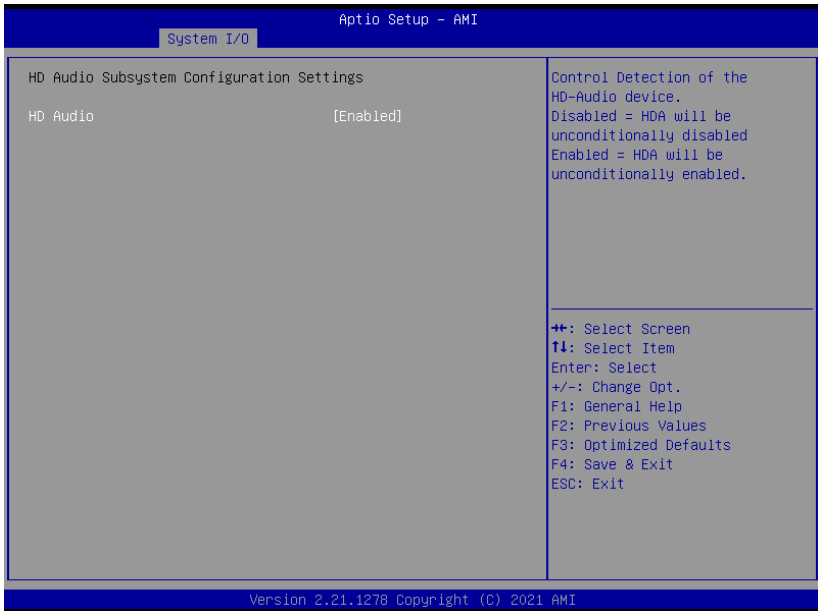 Aptio Setup – AMI
System I/O
HD Audio Subsystem Configuration Settings
HD Audio [Enabled]
Control Detection of the
HD-Audio device.
Disabled = HDA will be
unconditionally disabled
Enabled = HDA will be
unconditionally enabled.
→←: Select Screen
↑↓: Select Item
Enter: Select
+/-: Change Opt.
F1: General Help
F2: Previous Values
F3: Optimized Defaults
F4: Save & Exit
ESC: Exit
Version 2.21.1278 Copyright (C) 2021 AMI